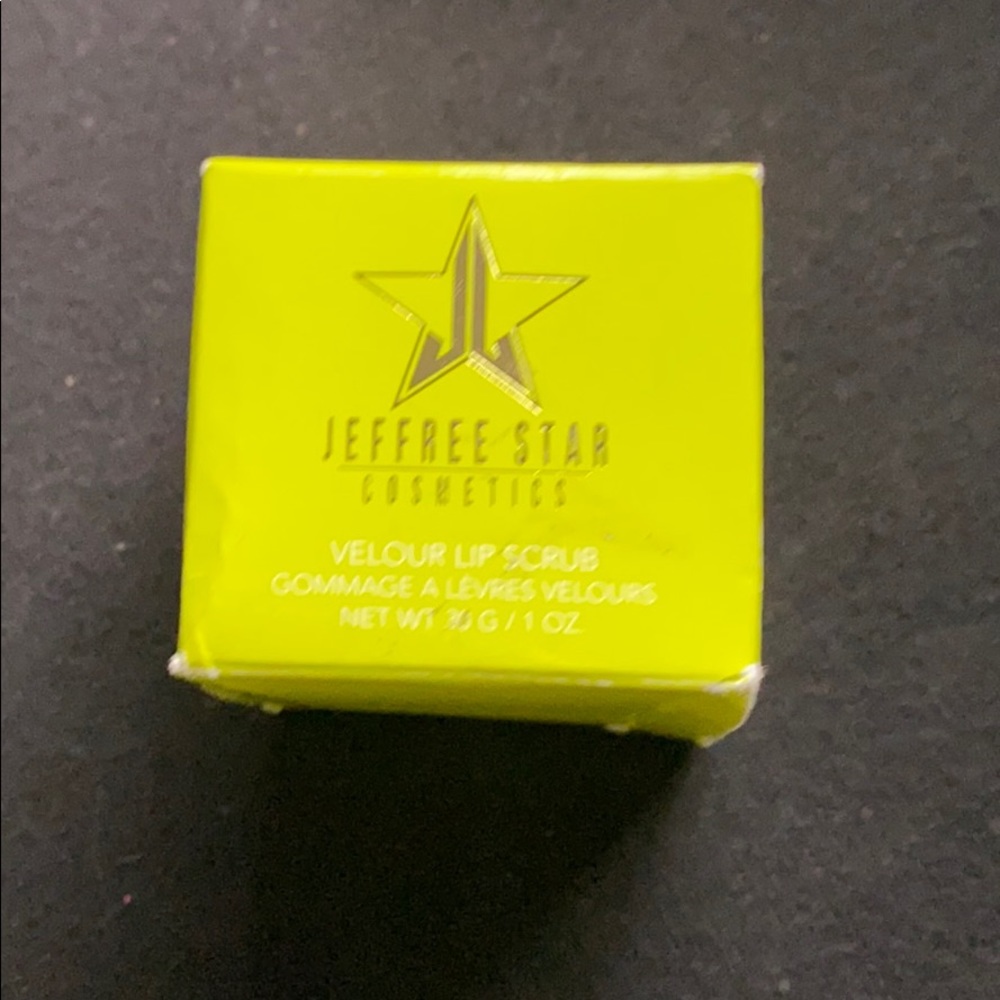 JEFFREE STAR
COSMETICS
VELOUR LIP SCRUB
GOMMAGE A LÈVRES VELOURS
NET WT 30 G / 1 OZ.